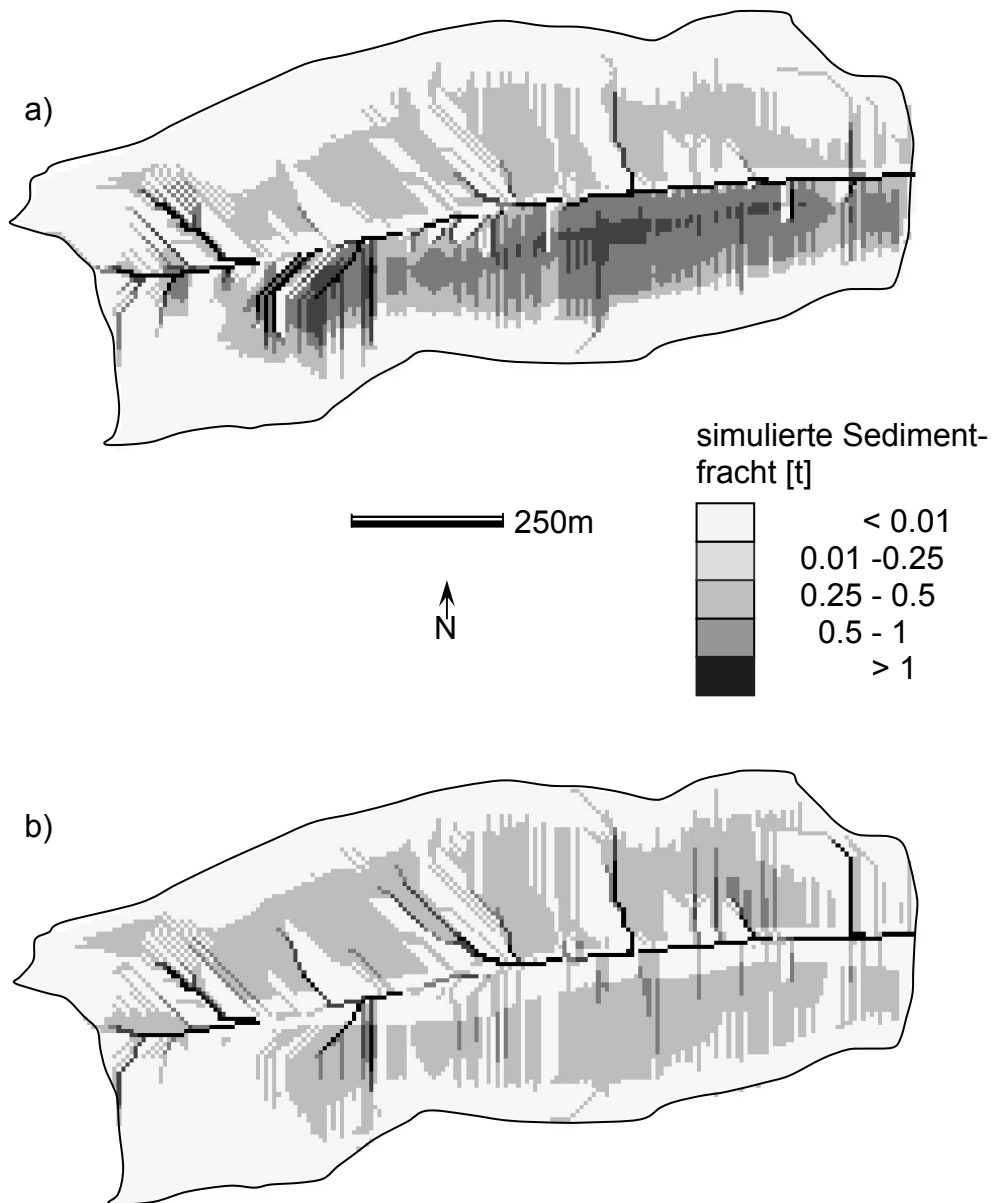 a)
simulierte Sediment-
fracht [t]
< 0.01
0.01 -0.25
0.25 - 0.5
0.5 - 1
> 1
250m
N
b)